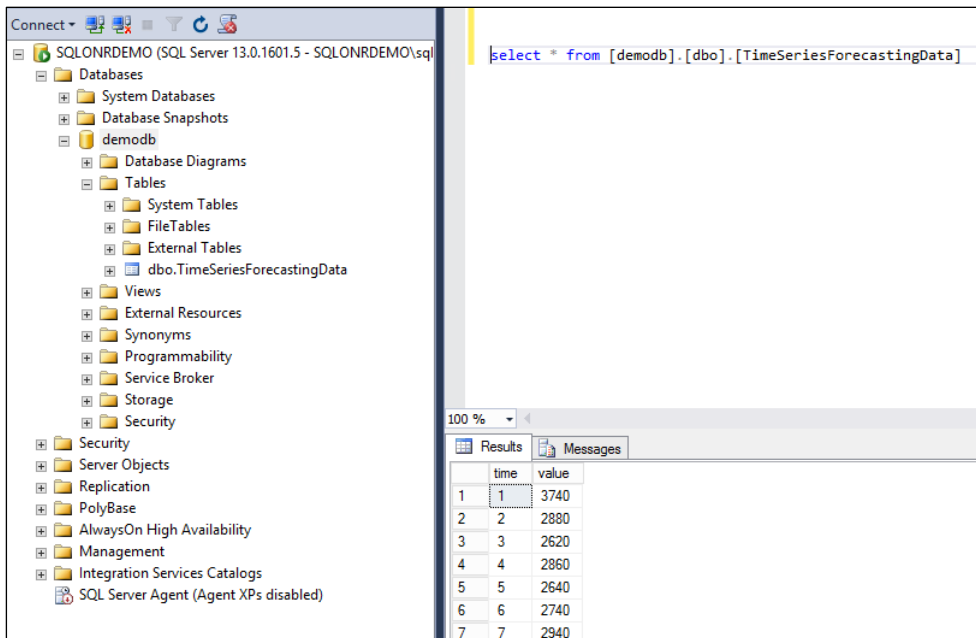 Connect
SQLONRDEMO (SQL Server 13.0.1601.5 - SQLONRDEMO\sql
Databases
System Databases
Database Snapshots
demodb
Database Diagrams
Tables
System Tables
FileTables
External Tables
dbo.TimeSeriesForecastingData
Views
External Resources
Synonyms
Programmability
Service Broker
Storage
Security
Security
Server Objects
Replication
PolyBase
AlwaysOn High Availability
Management
Integration Services Catalogs
SQL Server Agent (Agent XPs disabled)
select * from [demodb].[dbo].[TimeSeriesForecastingData]
100 %
Results Messages
time value
1 1 3740
2 2 2880
3 3 2620
4 4 2860
5 5 2640
6 6 2740
7 7 2940